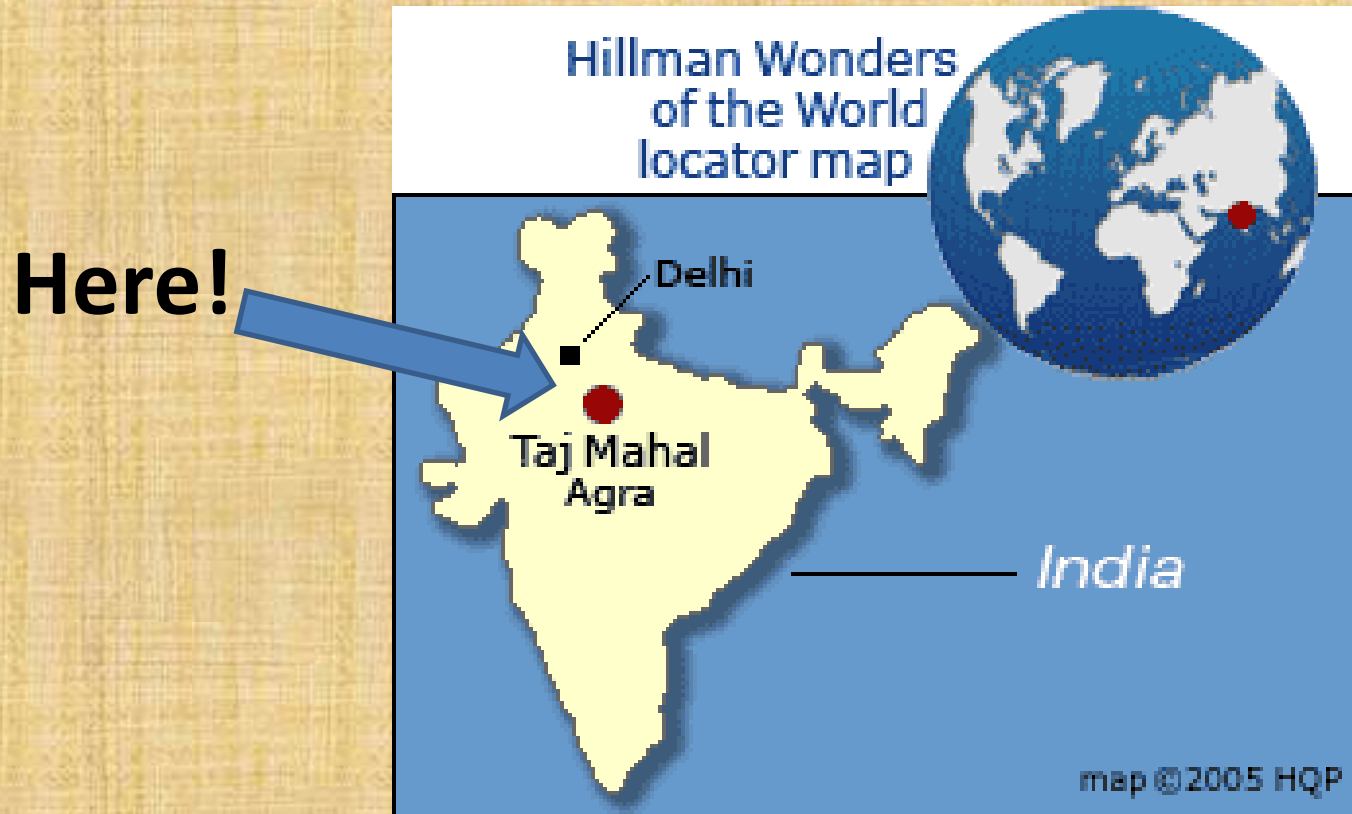 Hillman Wonders
of the World
locator map
Here!
Delhi
Taj Mahal
Agra
India
map ©2005 HQP